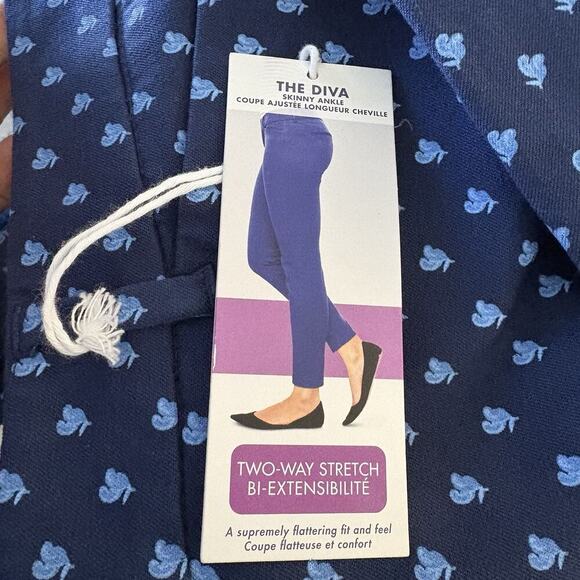 THE DIVA
SKINNY ANKLE
COUPE AJUSTÉE LONGUEUR CHEVILLE
TWO-WAY STRETCH
BI-EXTENSIBILITÉ
A supremely flattering fit and feel
Coupe flatteuse et confort